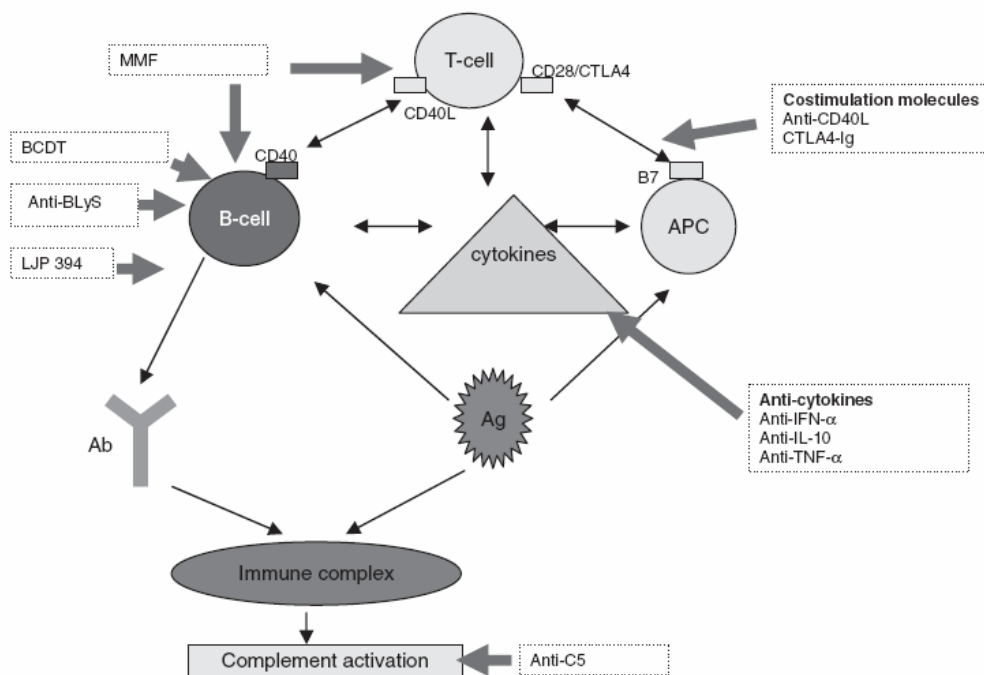 MMF
T-cell
CD28/CTLA4
CD40L
Costimulation molecules
Anti-CD40L
CTLA4-Ig
BCDT
CD40
B7
Anti-BLyS
B-cell
APC
cytokines
LJP 394
Ag
Anti-cytokines
Anti-IFN-α
Anti-IL-10
Anti-TNF-α
Ab
Immune complex
Complement activation
Anti-C5